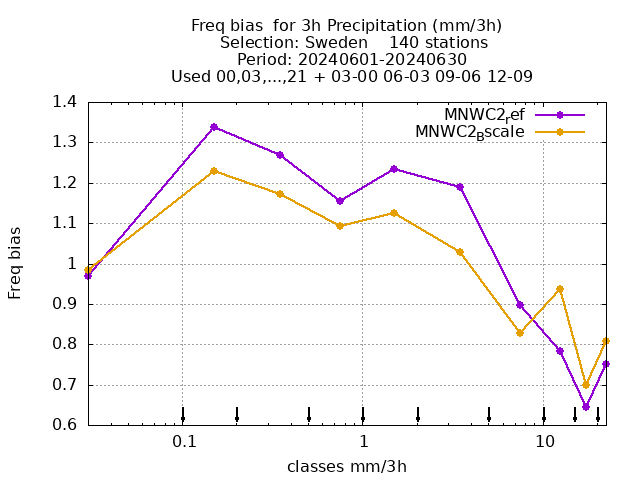 Freq bias  for 3h Precipitation (mm/3h)
Selection: Sweden    140 stations
Period: 20240601-20240630
Used 00,03,...,21 + 03-00 06-03 09-06 12-09
MNWC2ref
MNWC2Bscale
1.4
1.3
1.2
1.1
1
0.9
0.8
0.7
0.6
Freq bias
0.1 1 10
classes mm/3h